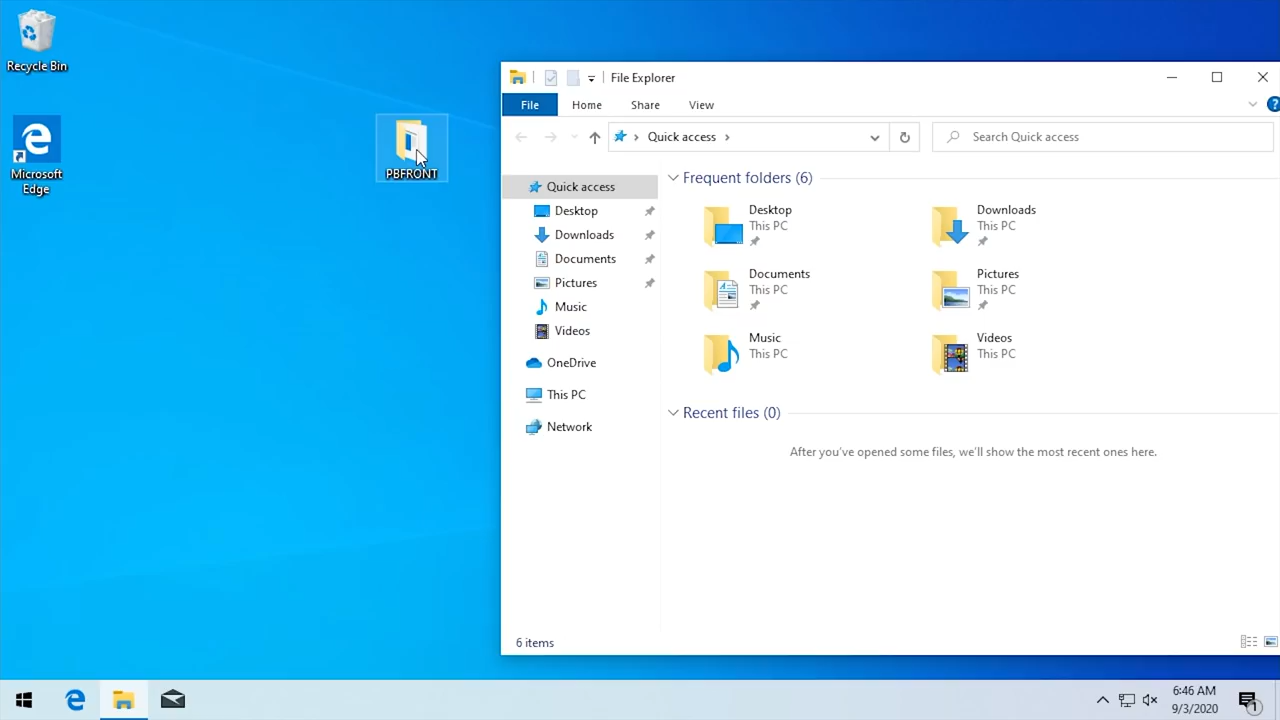 Recycle Bin
Microsoft
Edge
PBFRONT
File Explorer
File
Home
Share
View
Quick access
Search Quick access
Quick access
Desktop
Downloads
Documents
Pictures
Music
Videos
OneDrive
This PC
Network
Frequent folders (6)
Desktop
This PC
Downloads
This PC
Documents
This PC
Pictures
This PC
Music
This PC
Videos
This PC
Recent files (0)
After you've opened some files, we'll show the most recent ones here.
6 items
6:46 AM
9/3/2020
1